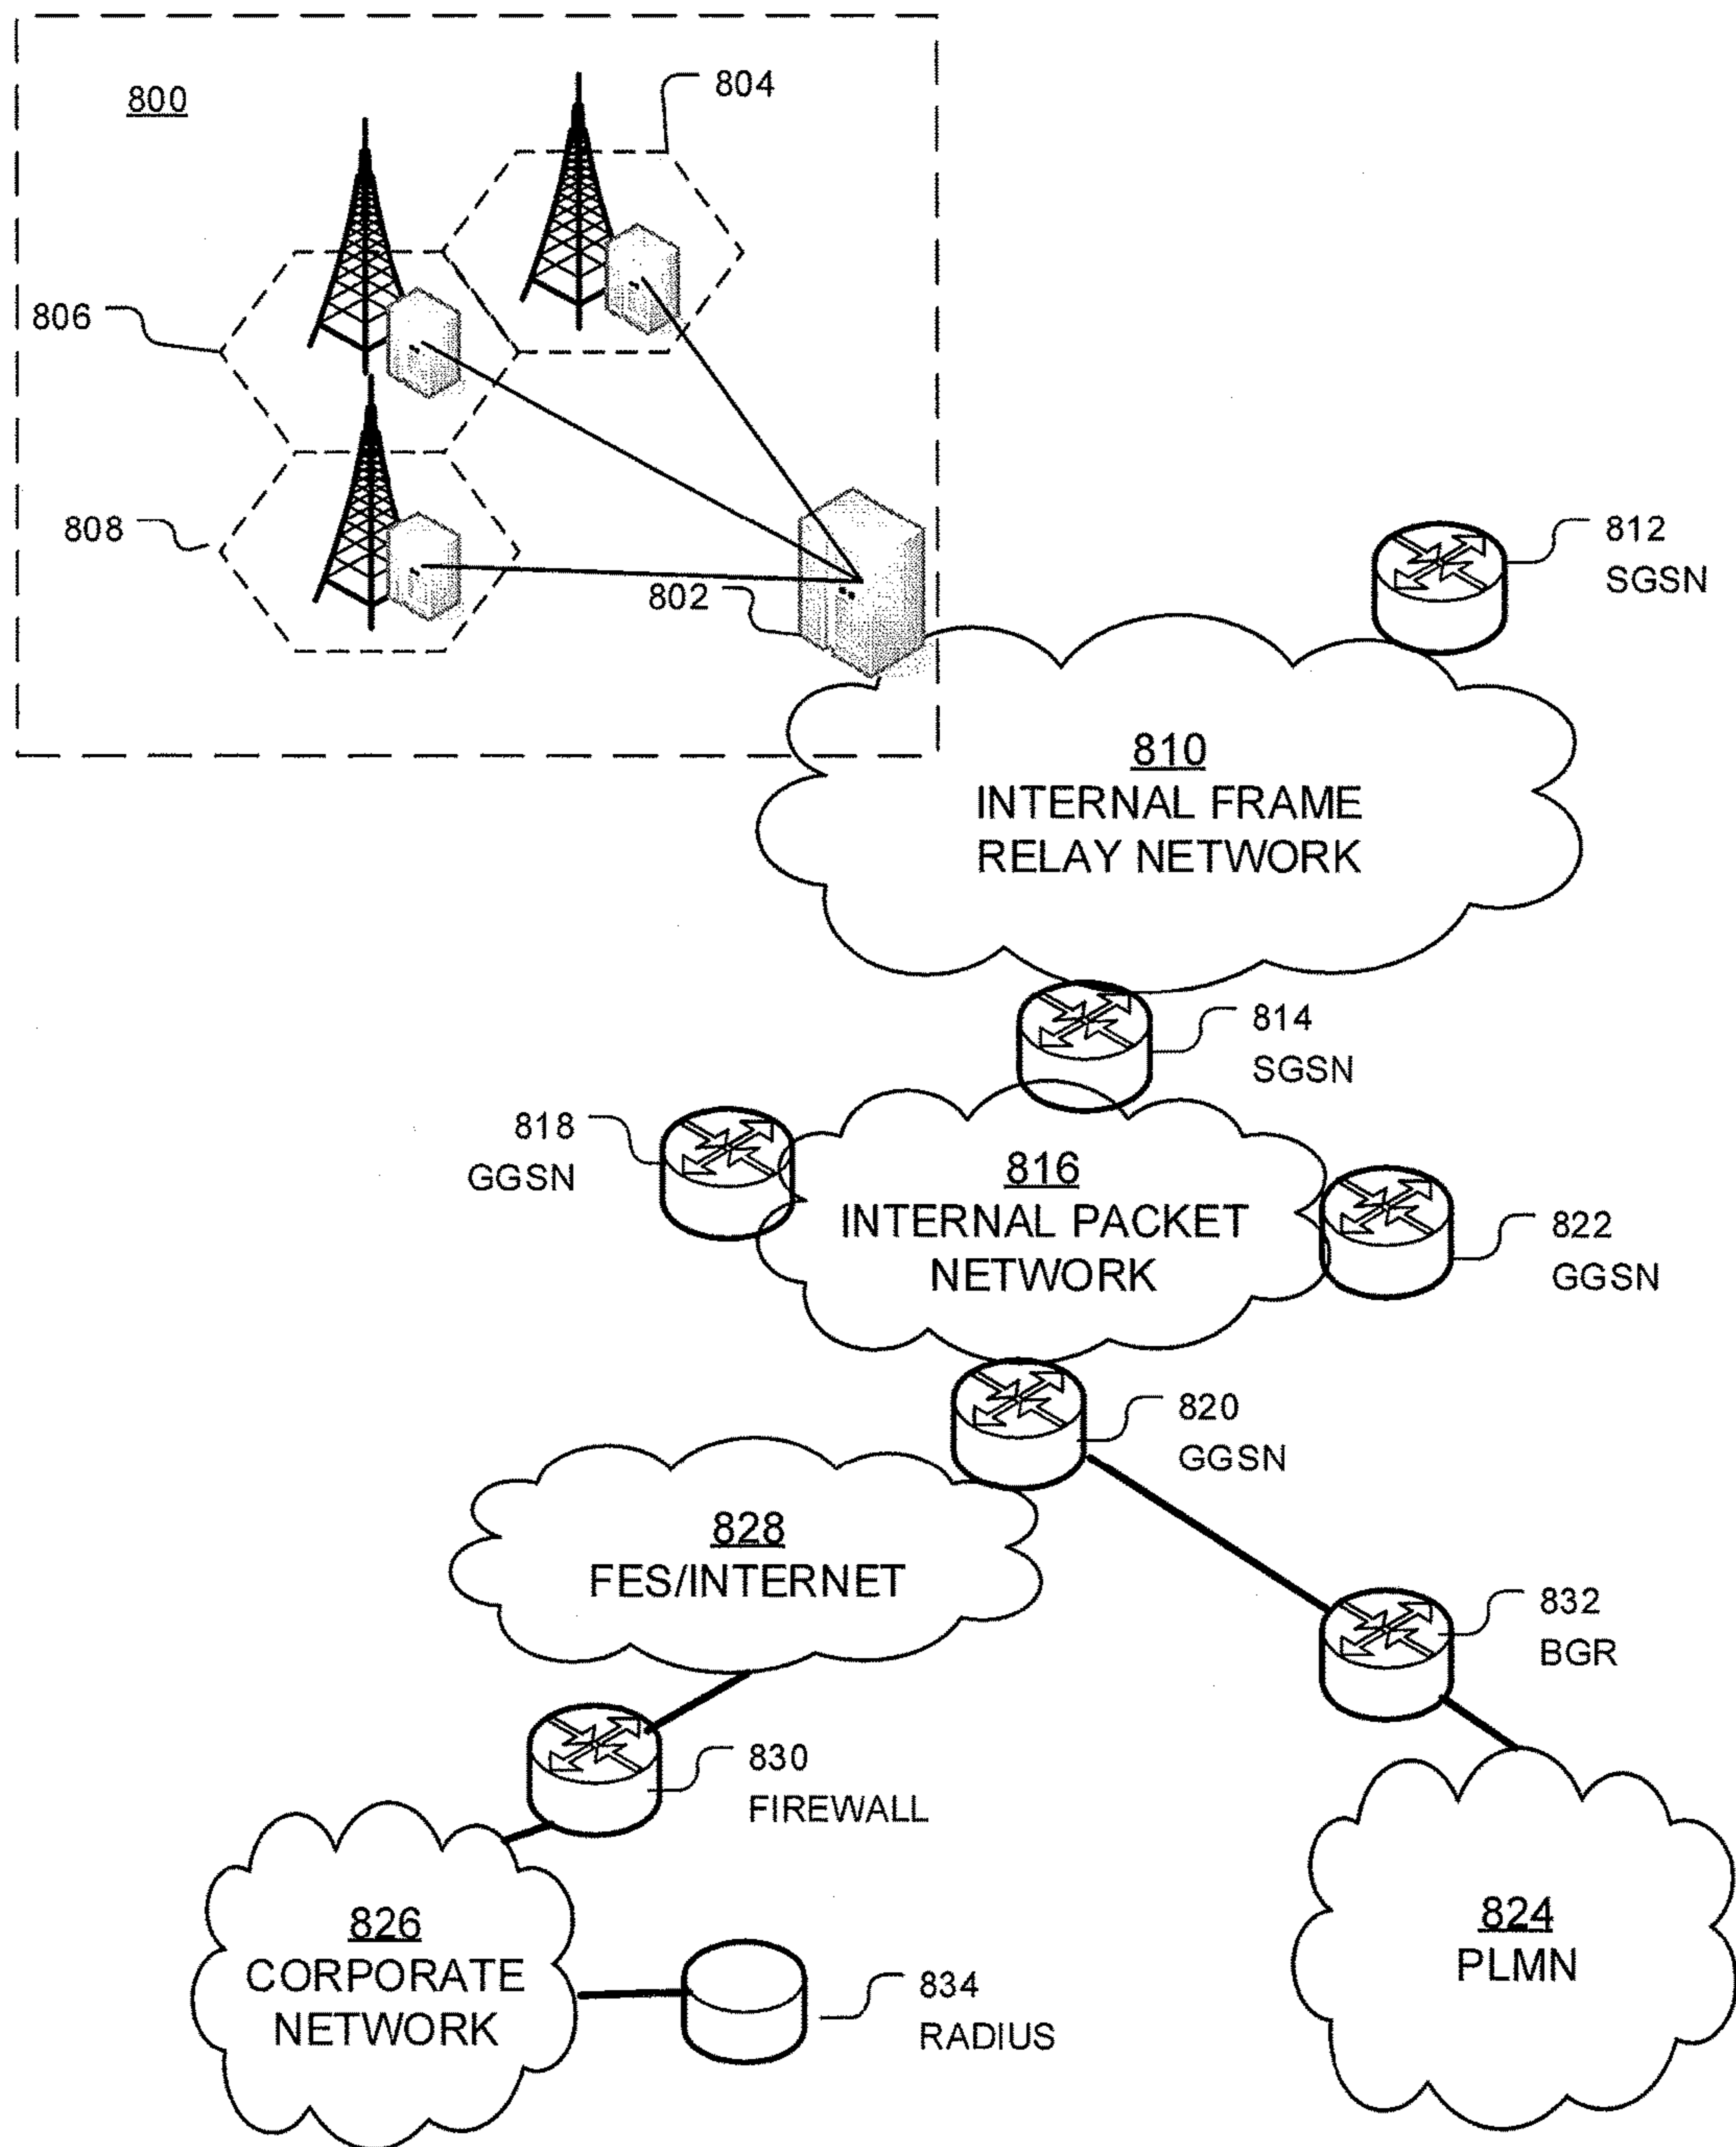 800
804
806
808
802
812
SGSN
810
INTERNAL FRAME
RELAY NETWORK
814
SGSN
818
GGSN
816
INTERNAL PACKET
NETWORK
822
GGSN
820
GGSN
828
FES/INTERNET
832
BGR
830
FIREWALL
826
CORPORATE
NETWORK
834
RADIUS
824
PLMN